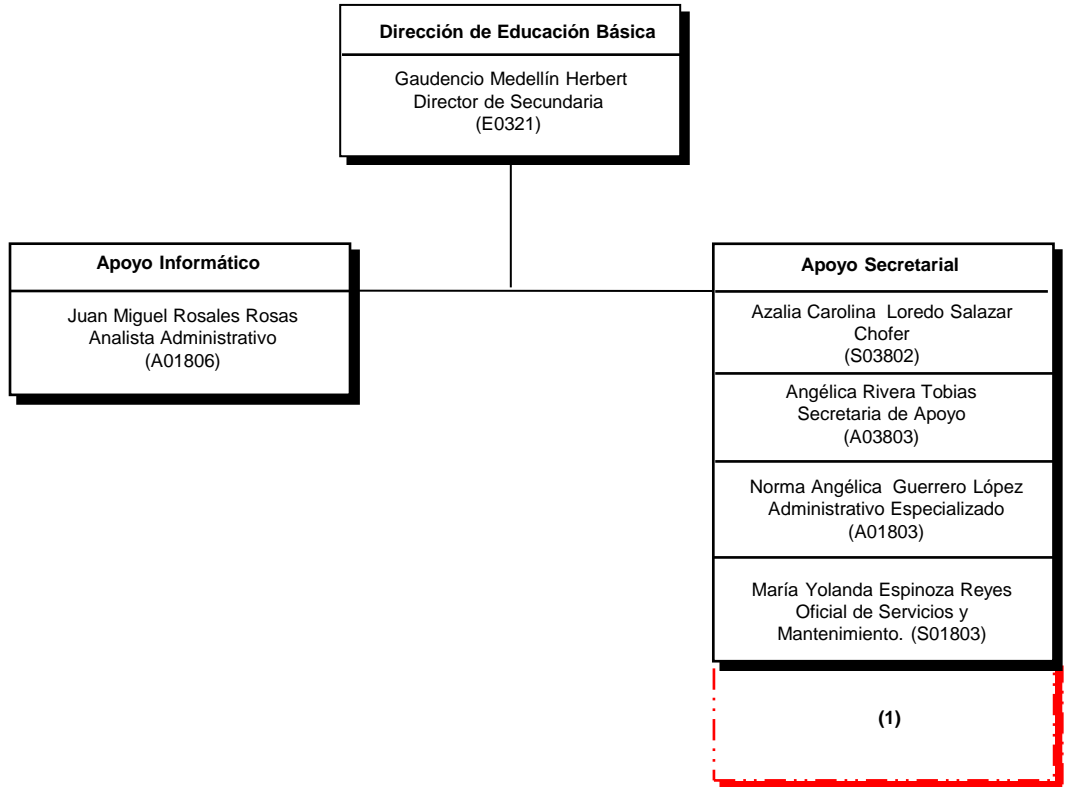 Dirección de Educación Básica
Gaudencio Medellín Herbert
Director de Secundaria
(E0321)
Apoyo Informático
Juan Miguel Rosales Rosas
Analista Administrativo
(A01806)
Apoyo Secretarial
Azalia Carolina Loredo Salazar
Chofer
(S03802)
Angélica Rivera Tobias
Secretaria de Apoyo
(A03803)
Norma Angélica Guerrero López
Administrativo Especializado
(A01803)
María Yolanda Espinoza Reyes
Oficial de Servicios y
Mantenimiento. (S01803)
(1)